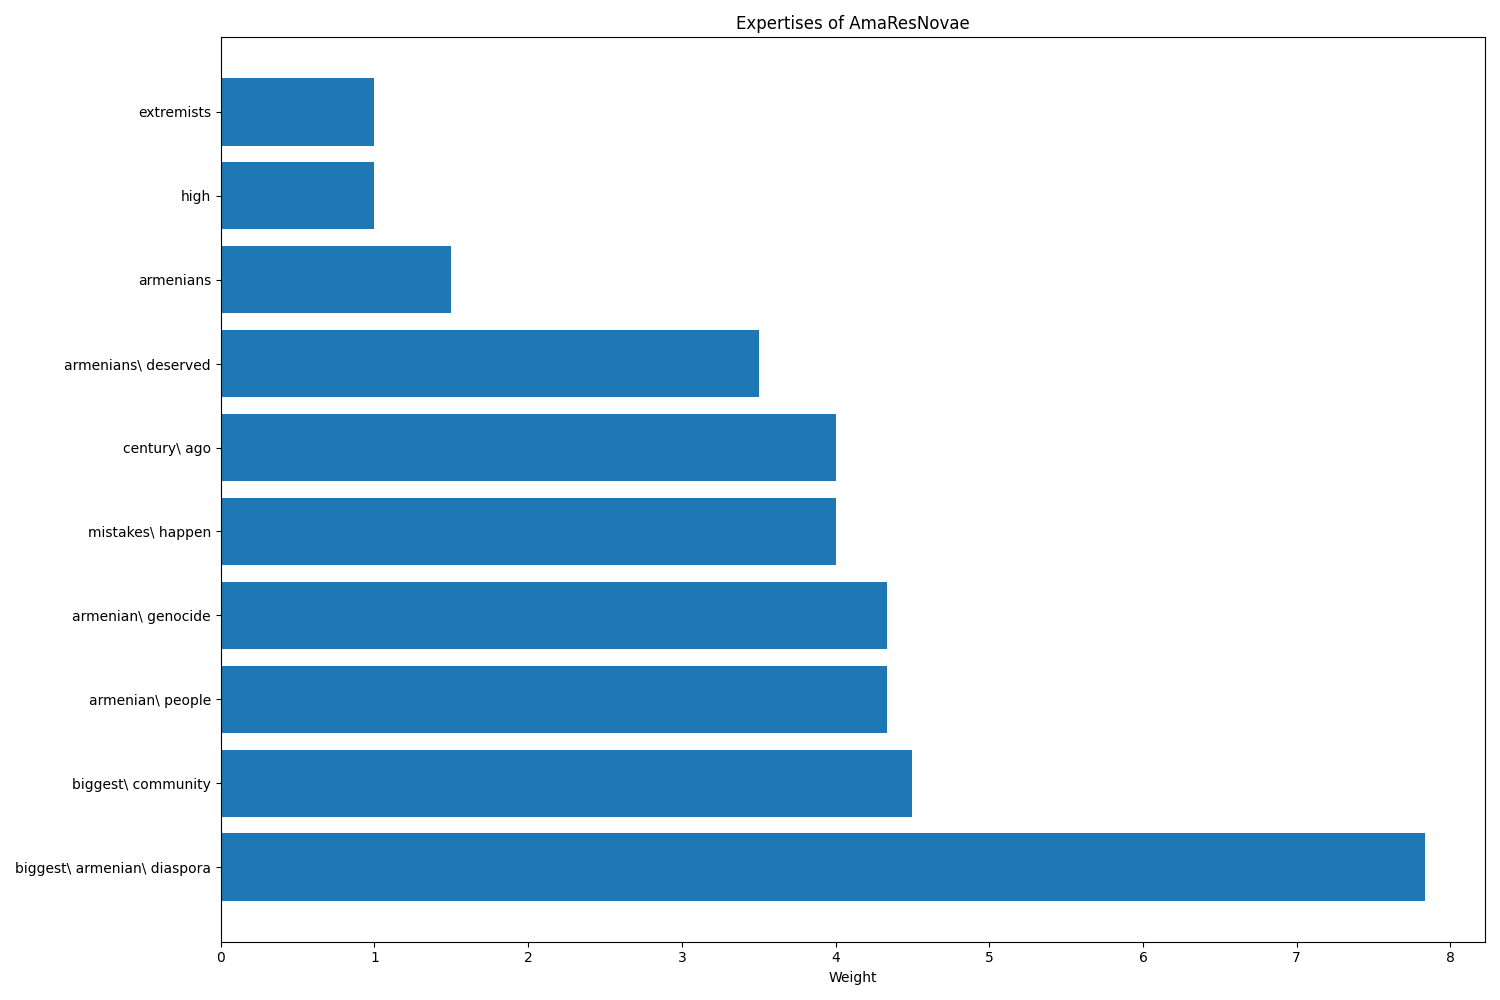 Expertises of AmaResNovae
extremists
high
armenians
armenians\ deserved
century\ ago
mistakes\ happen
armenian\ genocide
armenian\ people
biggest\ community
biggest\ armenian\ diaspora
0 1 2 3 4 5 6 7 8
Weight